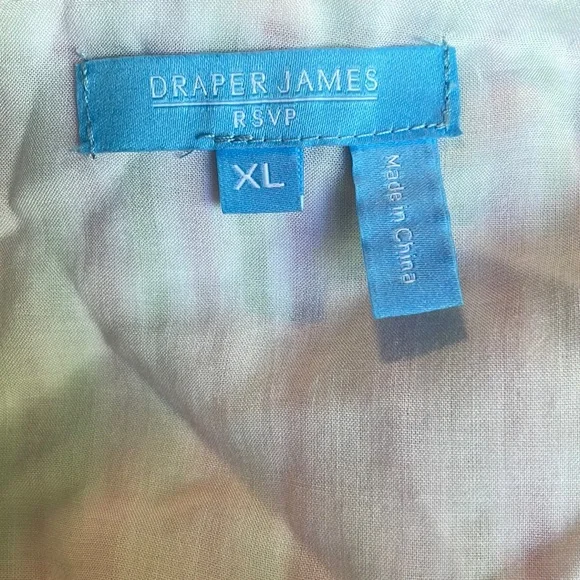 DRAPER JAMES
RSVP
XL
Made in China